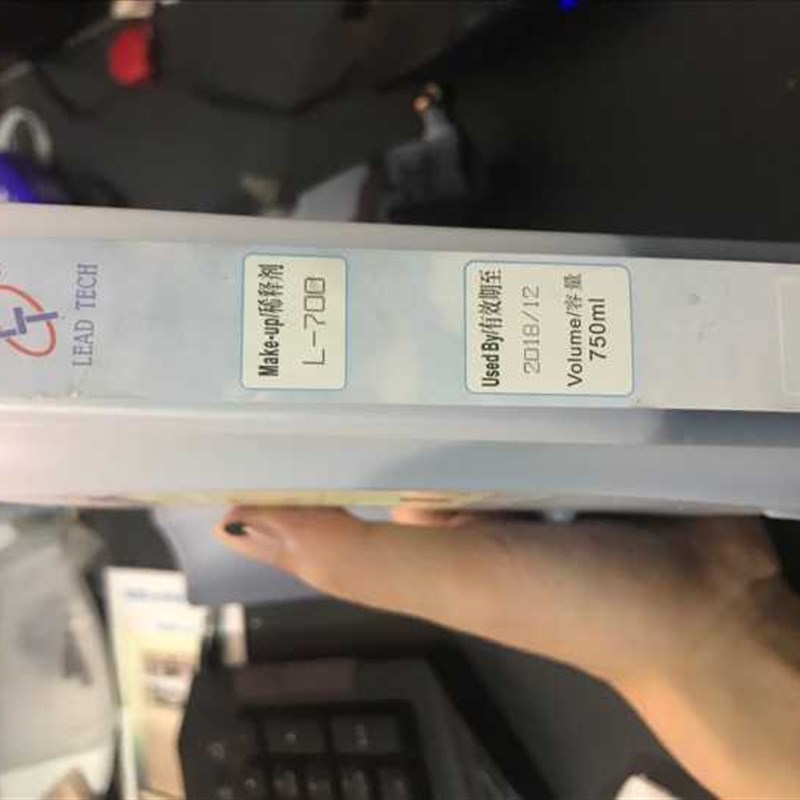 LEAD TECH
Make-up/稀释剂
L-700
Used By/有效期至
2018/12
Volume/容量
750ml